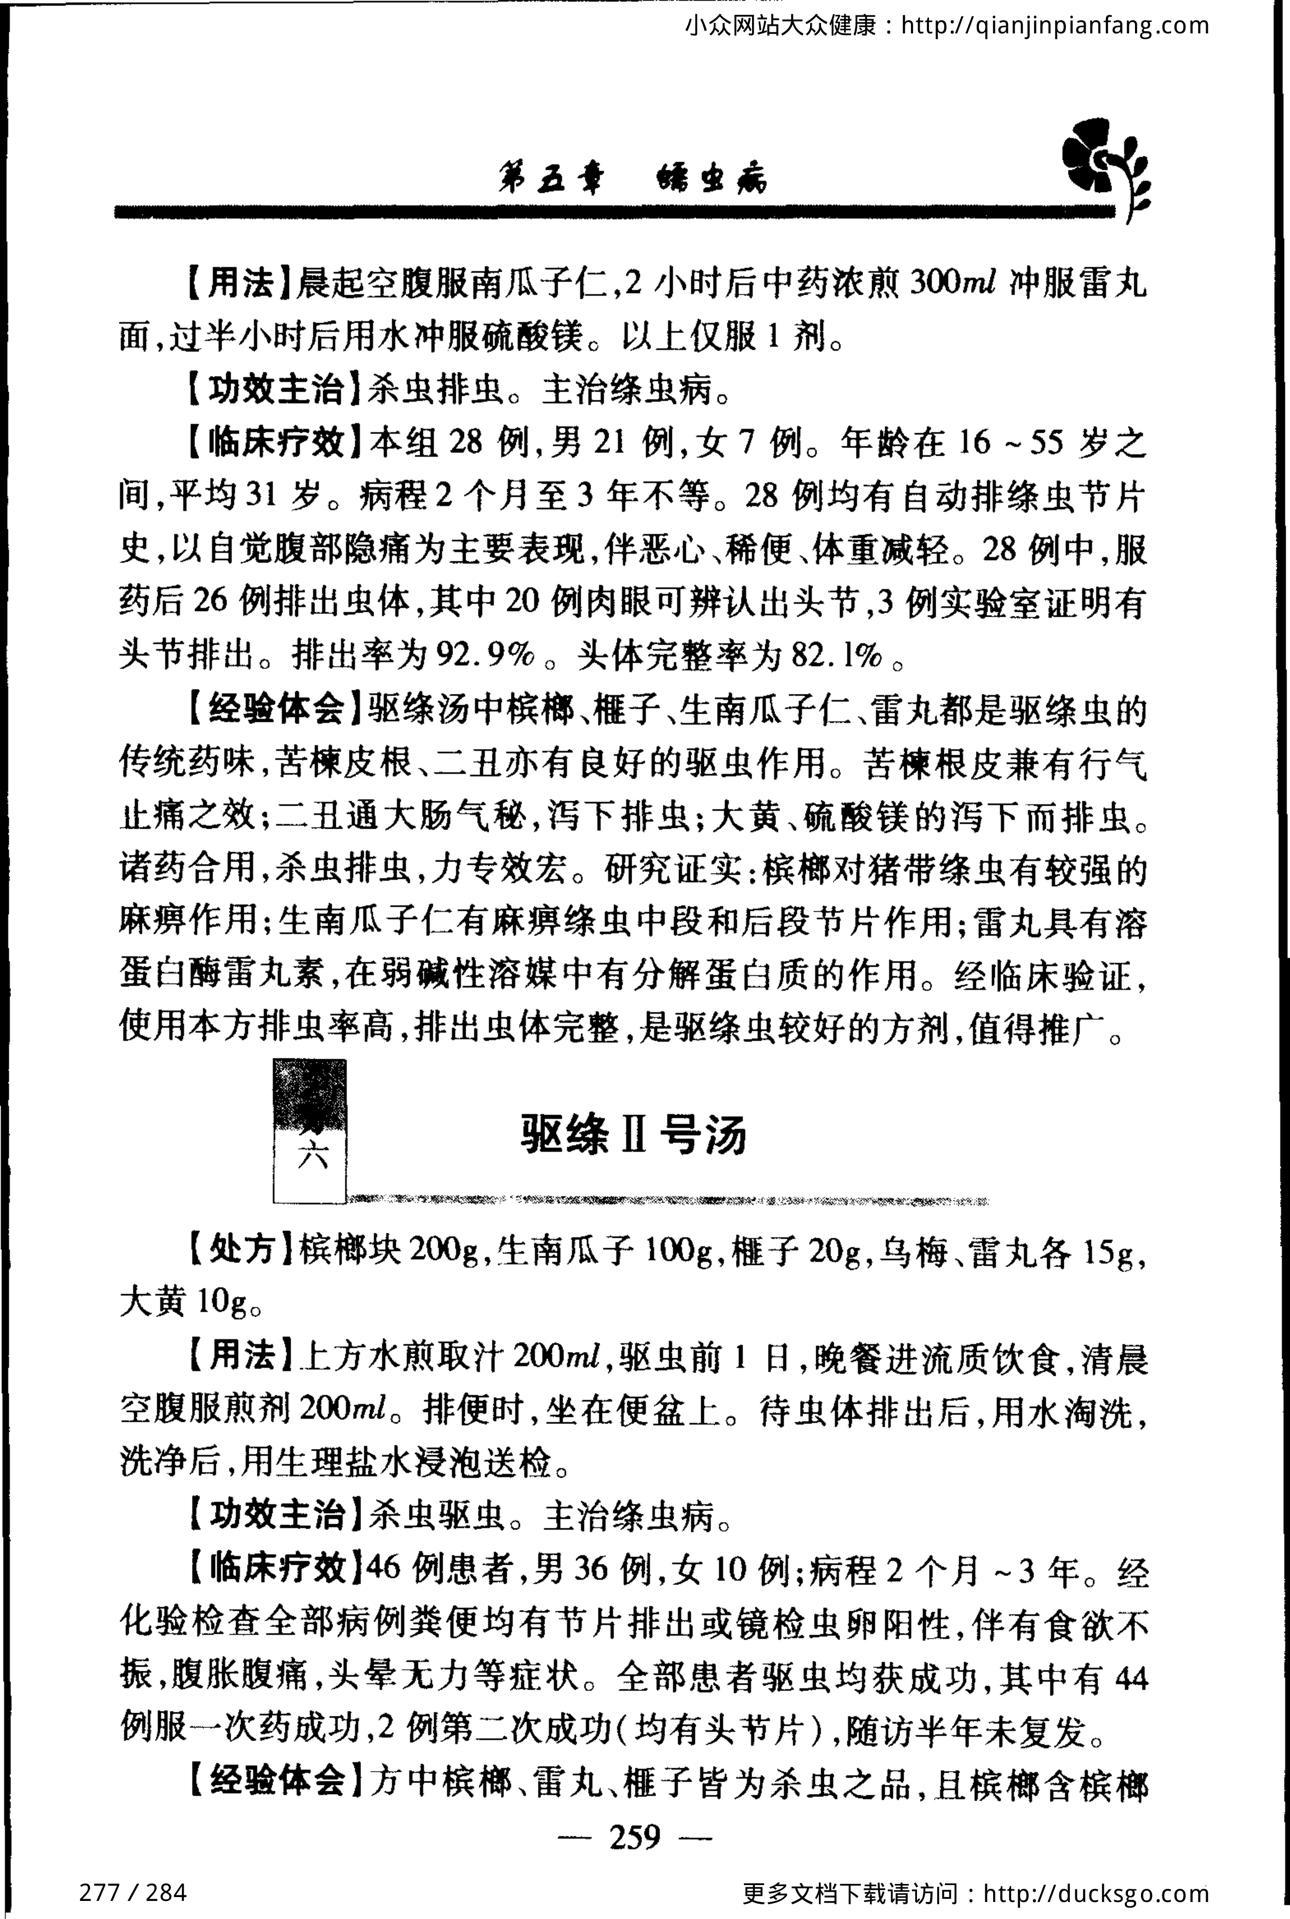 小众网站大众健康：http://qianjinpianfang.com
第五章 蠕虫病
【用法】晨起空腹服南瓜子仁,2 小时后中药浓煎 300ml 冲服雷丸
面,过半小时后用水冲服硫酸镁。以上仅服 1 剂。
【功效主治】杀虫排虫。主治绦虫病。
【临床疗效】本组 28 例,男 21 例,女 7 例。年龄在 16 ~ 55 岁之
间,平均 31 岁。病程 2 个月至 3 年不等。28 例均有自动排绦虫节片
史,以自觉腹部隐痛为主要表现,伴恶心、稀便、体重减轻。28 例中,服
药后 26 例排出虫体,其中 20 例肉眼可辨认出头节,3 例实验室证明有
头节排出。排出率为 92.9%。头体完整率为 82.1%。
【经验体会】驱绦汤中槟榔、榧子、生南瓜子仁、雷丸都是驱绦虫的
传统药味,苦楝皮根、二丑亦有良好的驱虫作用。苦楝根皮兼有行气
止痛之效;二丑通大肠气秘,泻下排虫;大黄、硫酸镁的泻下而排虫。
诸药合用,杀虫排虫,力专效宏。研究证实:槟榔对猪带绦虫有较强的
麻痹作用;生南瓜子仁有麻痹绦虫中段和后段节片作用;雷丸具有溶
蛋白酶雷丸素,在弱碱性溶媒中有分解蛋白质的作用。经临床验证,
使用本方排虫率高,排出虫体完整,是驱绦虫较好的方剂,值得推广。
六
驱绦Ⅱ号汤
【处方】槟榔块 200g,生南瓜子 100g,榧子 20g,乌梅、雷丸各 15g,
大黄 10g。
【用法】上方水煎取汁 200ml,驱虫前 1 日,晚餐进流质饮食,清晨
空腹服煎剂 200ml。排便时,坐在便盆上。待虫体排出后,用水淘洗,
洗净后,用生理盐水浸泡送检。
【功效主治】杀虫驱虫。主治绦虫病。
【临床疗效】46 例患者,男 36 例,女 10 例;病程 2 个月 ~ 3 年。经
化验检查全部病例粪便均有节片排出或镜检虫卵阳性,伴有食欲不
振,腹胀腹痛,头晕无力等症状。全部患者驱虫均获成功,其中有 44
例服一次药成功,2 例第二次成功(均有头节片),随访半年未复发。
【经验体会】方中槟榔、雷丸、榧子皆为杀虫之品,且槟榔含槟榔
— 259 —
277 / 284
更多文档下载请访问：http://ducksgo.com